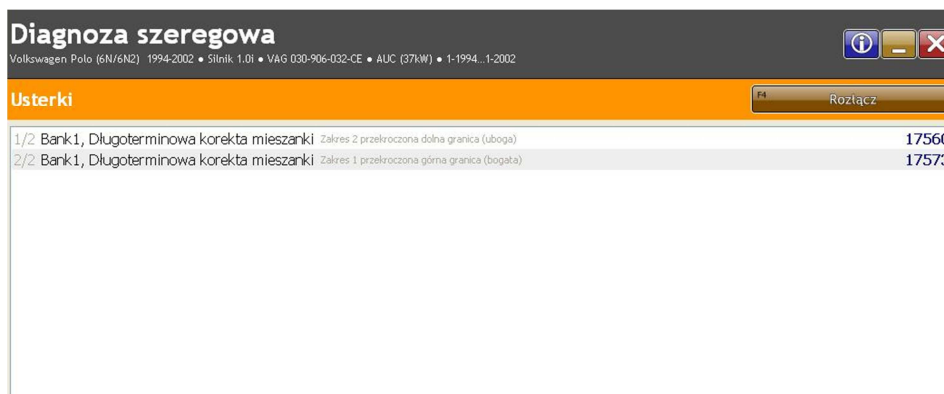 Diagnoza szeregowa
Volkswagen Polo (6N/6N2) 1994-2002 • Silnik 1.0i • VAG 030-906-032-CE • AUC (37kW) • 1-1994...1-2002
Usterki
F4 Rozłącz
1/2 Bank1, Długoterminowa korekta mieszanki Zakres 2 przekroczona dolna granica (uboga) 17560
2/2 Bank1, Długoterminowa korekta mieszanki Zakres 1 przekroczona górna granica (bogata) 17573